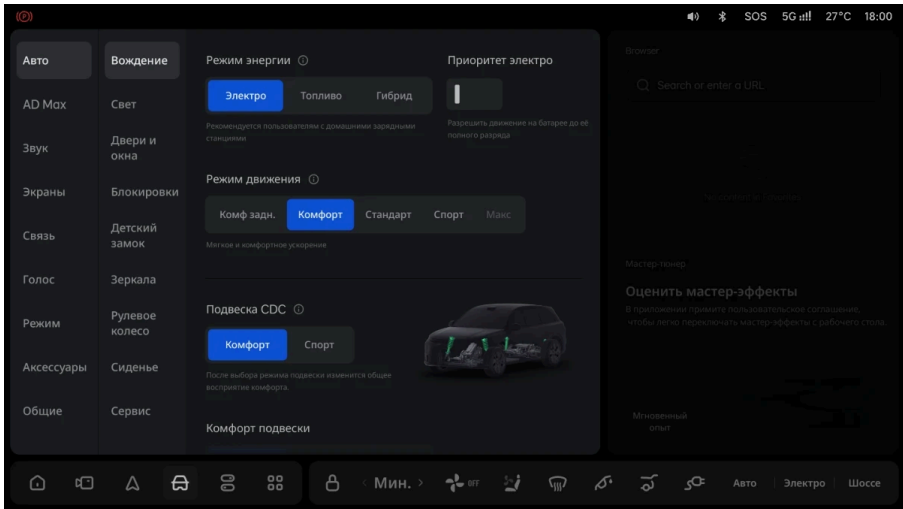 (P)
SOS 5G 27°C 18:00
Авто
AD Max
Звук
Экраны
Связь
Голос
Режим
Аксессуары
Общие
Вождение
Свет
Двери и
окна
Блокировки
Детский
замок
Зеркала
Рулевое
колесо
Сиденье
Сервис
Режим энергии
Электро Топливо Гибрид
Рекомендуется пользователям с домашними зарядными
станциями
Приоритет электро
Разрешить движение на батарее до её
полного разряда
Режим движения
Комф задн. Комфорт Стандарт Спорт Макс
Мягкое и комфортное ускорение
Подвеска CDC
Комфорт Спорт
После выбора режима подвески изменится общее
восприятие комфорта.
Комфорт подвески
Browser
Search or enter a URL
Мастер-тюнер
Оценить мастер-эффекты
В приложении примите пользовательское соглашение,
чтобы легко переключать мастер-эффекты с рабочего стола.
Мгновенный
опыт
< Мин. > OFF Авто Электро Шоссе